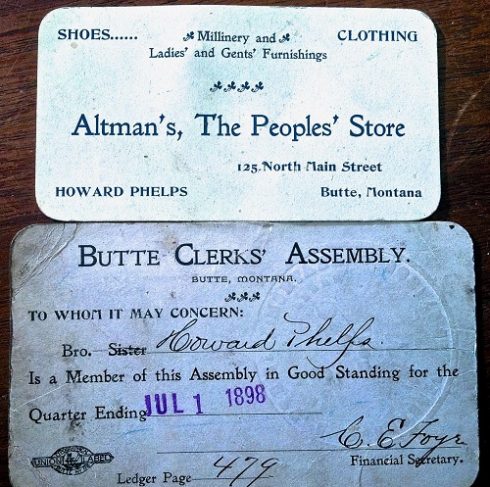 SHOES...... Millinery and CLOTHING
Ladies' and Gents' Furnishings
Altman's, The Peoples' Store
125 North Main Street
HOWARD PHELPS Butte, Montana
BUTTE CLERKS' ASSEMBLY.
BUTTE, MONTANA.
TO WHOM IT MAY CONCERN:
Bro. Sister Howard Phelps
Is a Member of this Assembly in Good Standing for the
Quarter Ending JUL 1 1898
C. E. Foye
UNION LABEL Financial Secretary.
Ledger Page 479